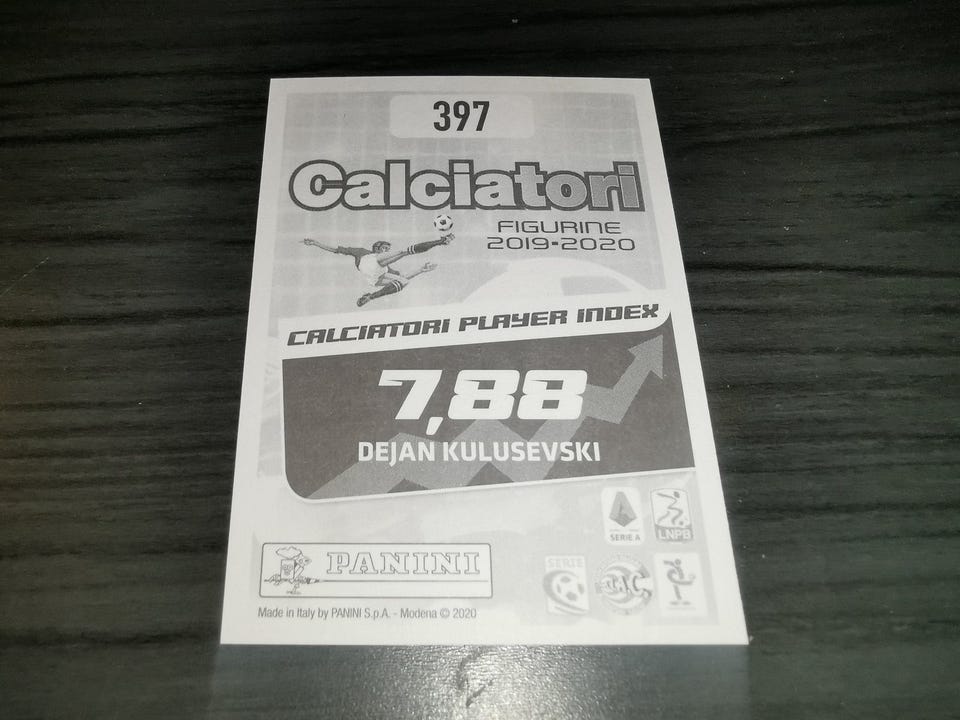 397
Calciatori
FIGURINE
2019-2020
CALCIATORI PLAYER INDEX
7,88
DEJAN KULUSEVSKI
SERIE A
LNPB
PANINI
SERIE
Made in Italy by PANINI S.p.A. - Modena © 2020